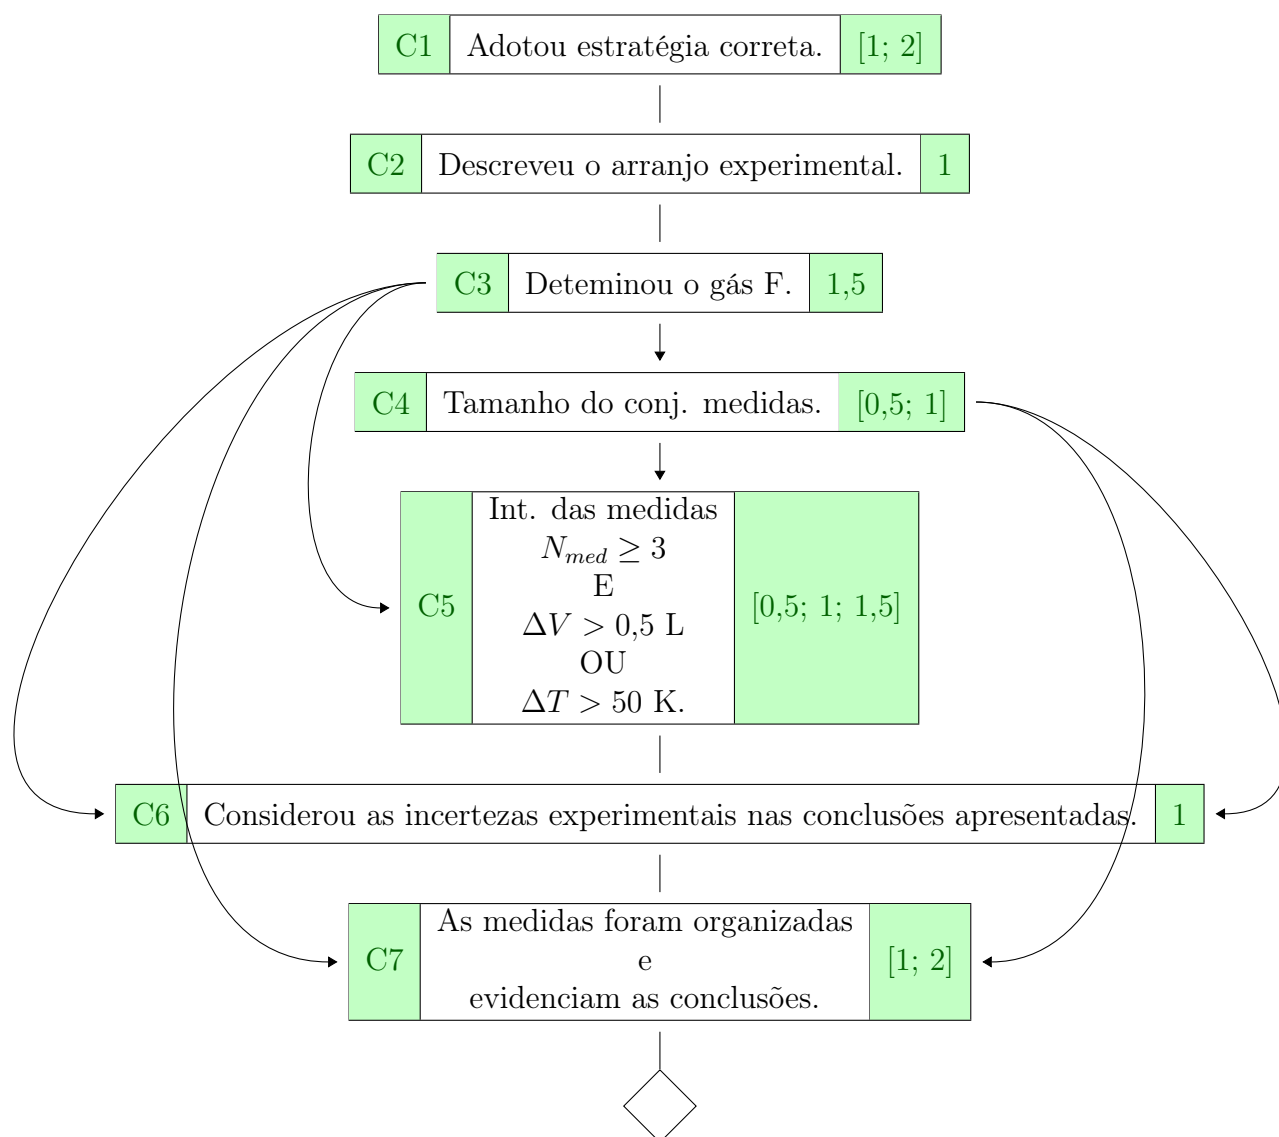 C1 Adotou estratégia correta. [1; 2]
C2 Descreveu o arranjo experimental. 1
C3 Deteminou o gás F. 1,5
C4 Tamanho do conj. medidas. [0,5; 1]
Int. das medidas
N_{med} ≥ 3
E
C5 ΔV > 0,5 L [0,5; 1; 1,5]
OU
ΔT > 50 K.
C6 Considerou as incertezas experimentais nas conclusões apresentadas. 1
As medidas foram organizadas
C7 e [1; 2]
evidenciam as conclusões.